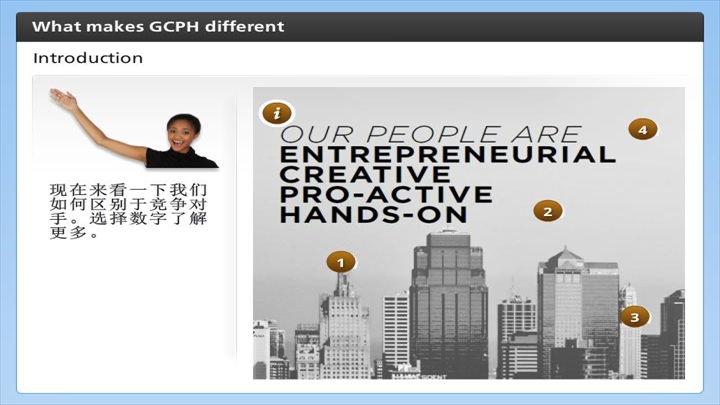 What makes GCPH different
Introduction
现在来看一下我们
如何区别于竞争对
手。选择数字了解
更多。
i
OUR PEOPLE ARE
ENTREPRENEURIAL
CREATIVE
PRO-ACTIVE
HANDS-ON
4
2
1
3